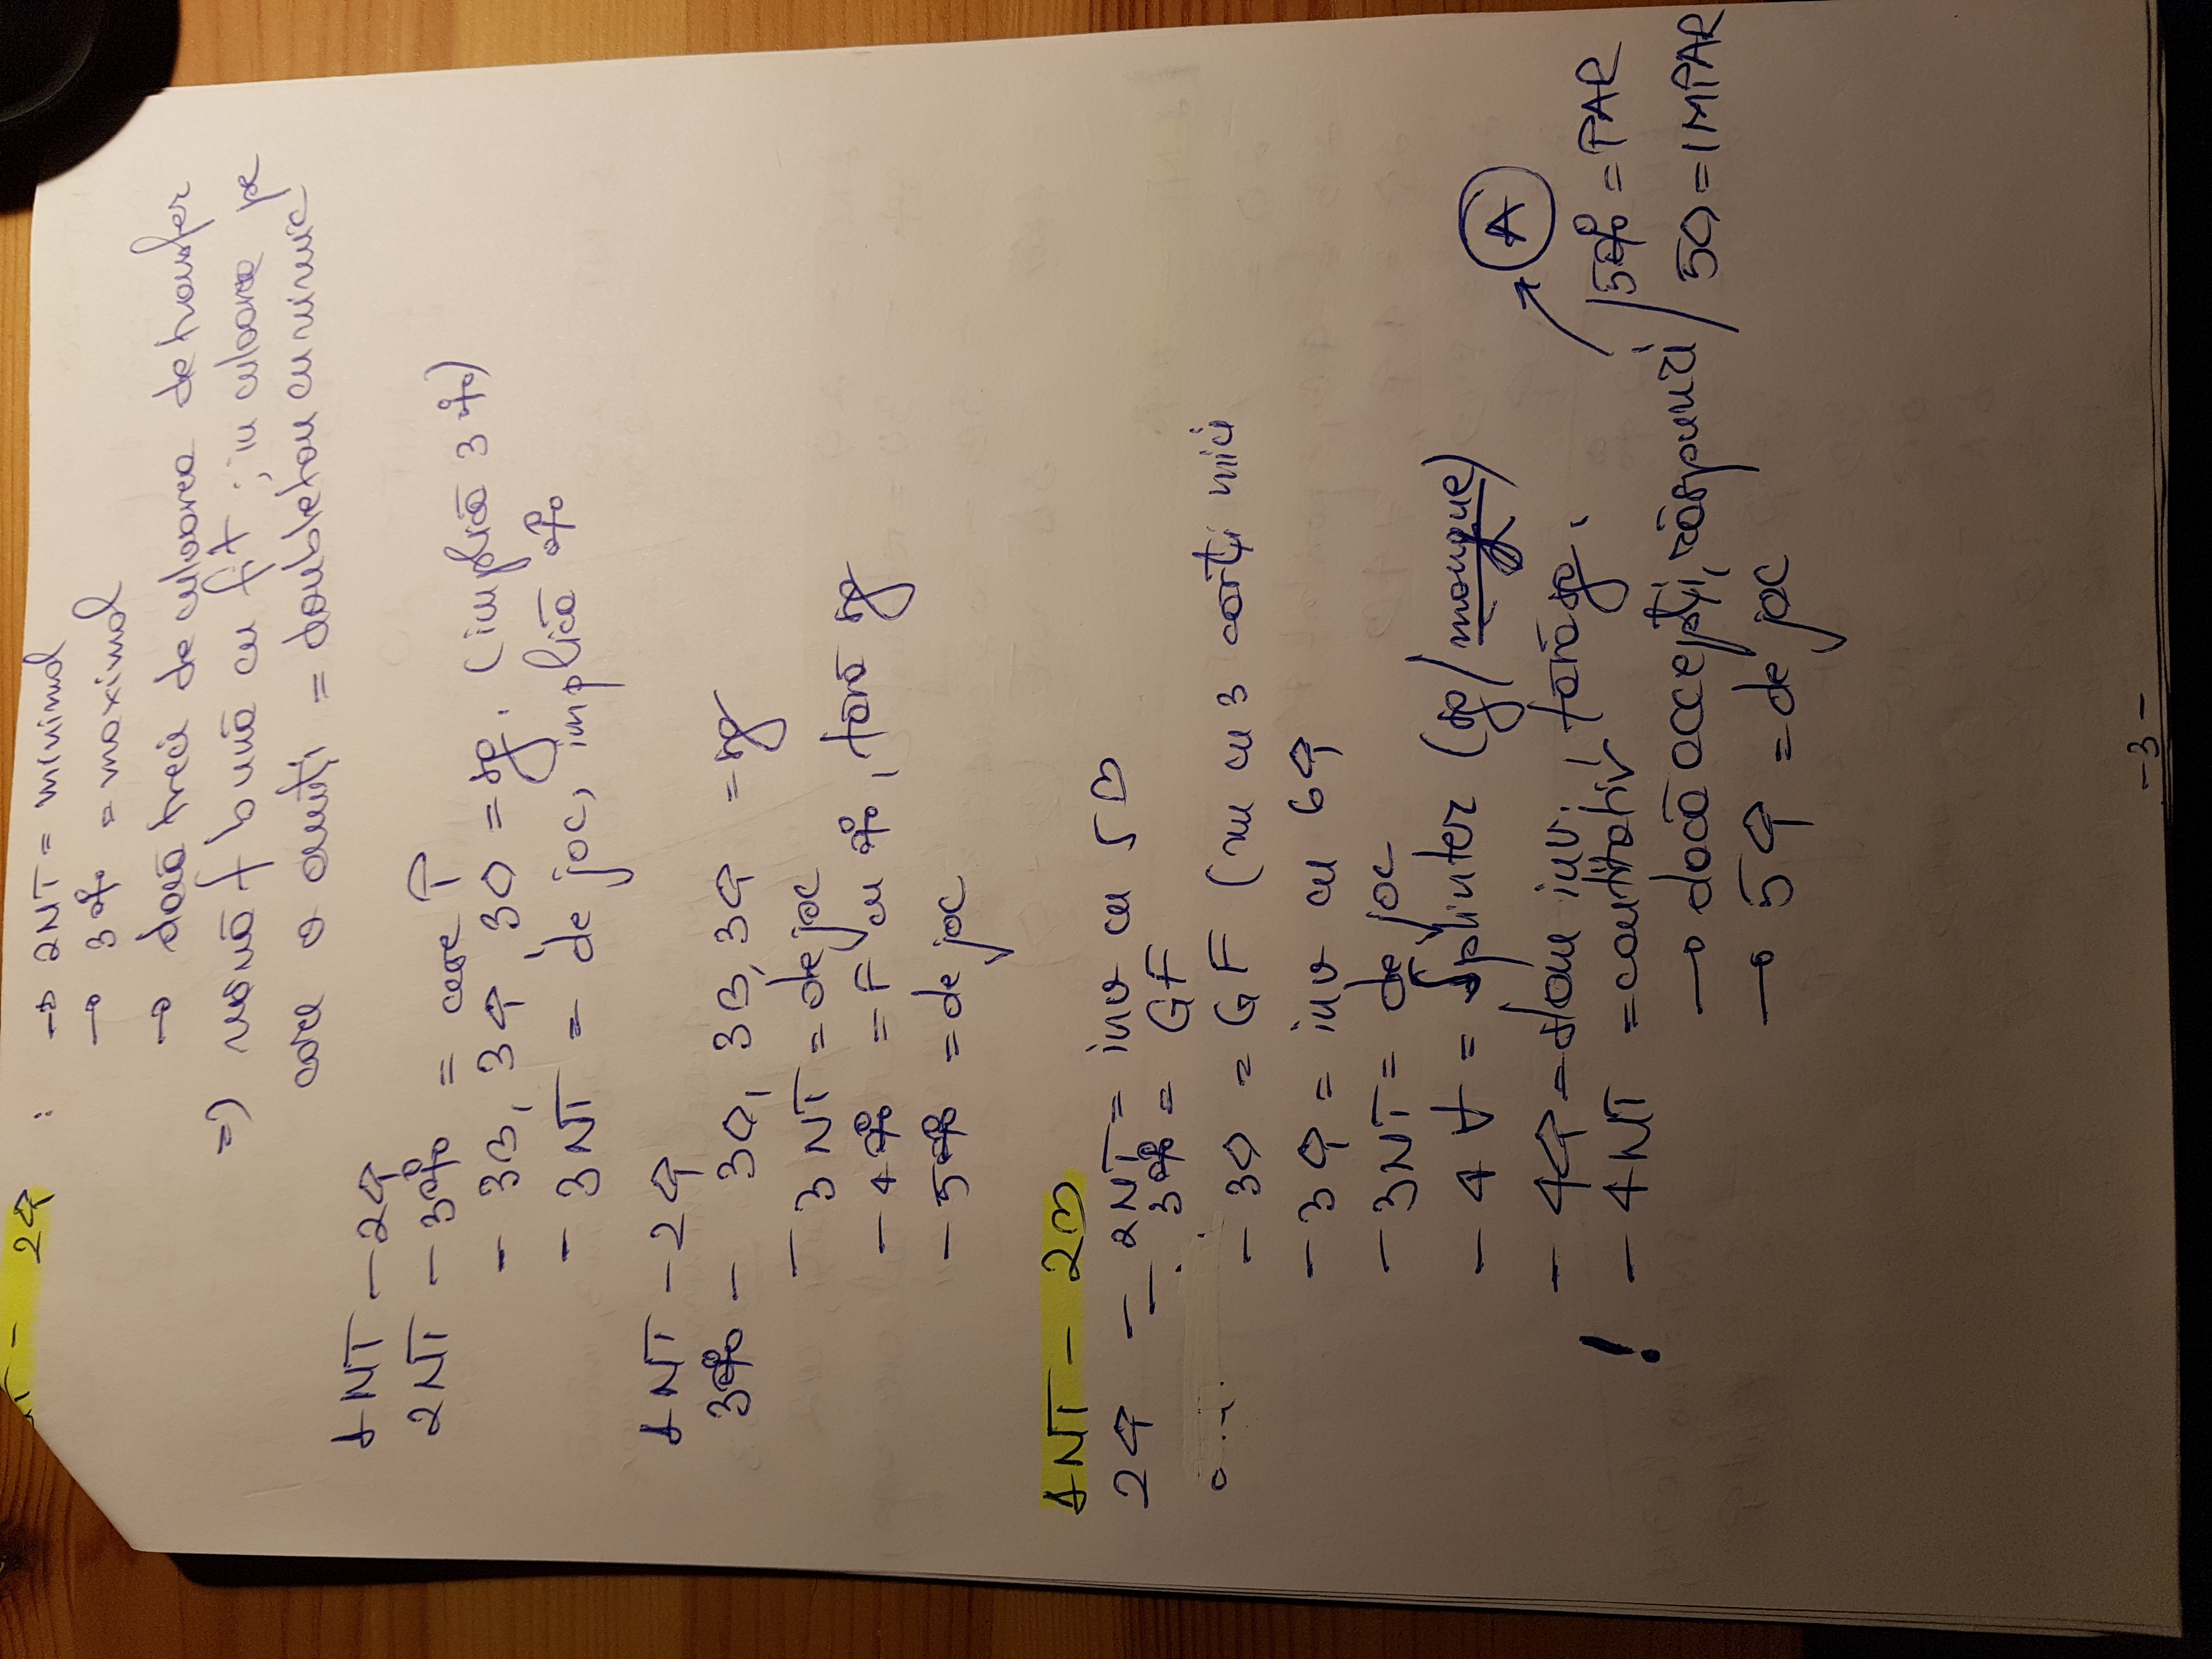 NT - 2♠ : → 2NT = minimal
→ 3♣ = maximal
→ dacă treci de culoarea de transfer
=> mână f bună cu fit ; in culoarea pe
care o anunți = doubleton cu nimic
1NT - 2♠
2NT - 3♣ = cere P
- 3♥, 3♠, 3♦ = sg. (implică 3♣)
- 3NT = de joc, implică ♣
1NT - 2♠
3♣ - 3♦, 3♥, 3♠ = sg
- 3NT = de joc
- 4♣ = F cu ♣, fără sg
- 5♣ = de joc
1NT - 2♥
2♠ - 2NT = inv cu 5♥
- 3♣ = GF
- 3♦ = GF (nu cu 3 cărți mici
- 3♠ = inv cu 6♠
- 3NT = de joc
- 4 = Splinter (sg/manque)
- 4♠ = slam inv., fără sg.
! - 4NT = cantitativ
→ dacă accepți, răspunzi / → A 5♣ = PAR
5♦ = IMPAR
→ 5♠ = de joc
-3-